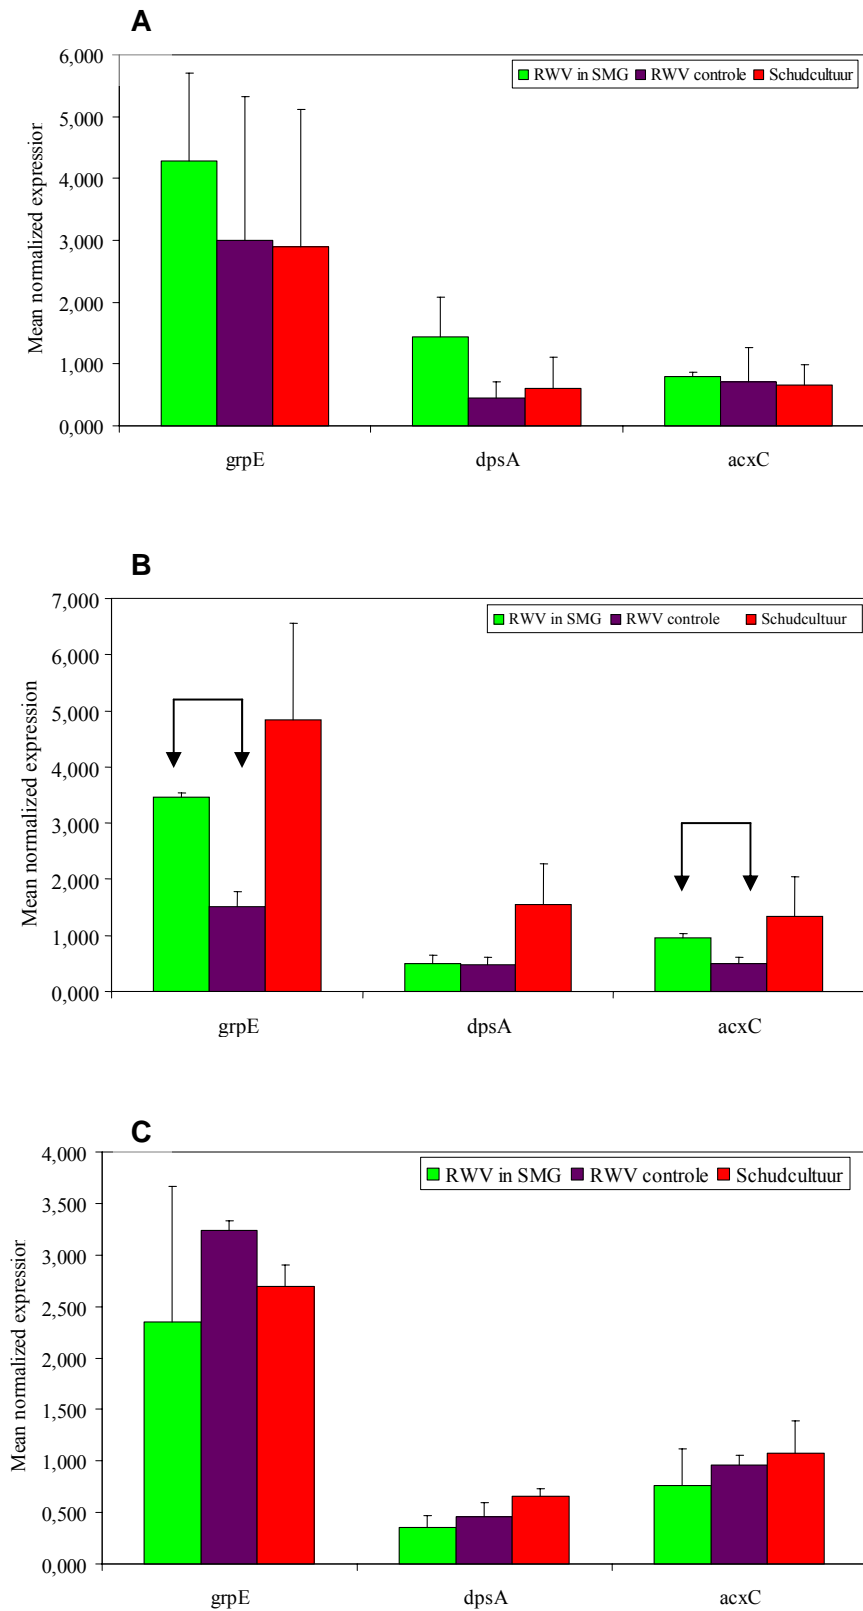 A
6,000
RWV in SMG RWV controle Schudcultuur
5,000
4,000
3,000
2,000
1,000
0,000
Mean normalized expressior
grpE dpsA acxC
B
7,000
RWV in SMG RWV controle Schudcultuur
6,000
5,000
4,000
3,000
2,000
1,000
0,000
Mean normalized expression
grpE dpsA acxC
C
4,000
RWV in SMG RWV controle Schudcultuur
3,500
3,000
2,500
2,000
1,500
1,000
0,500
0,000
Mean normalized expressior
grpE dpsA acxC